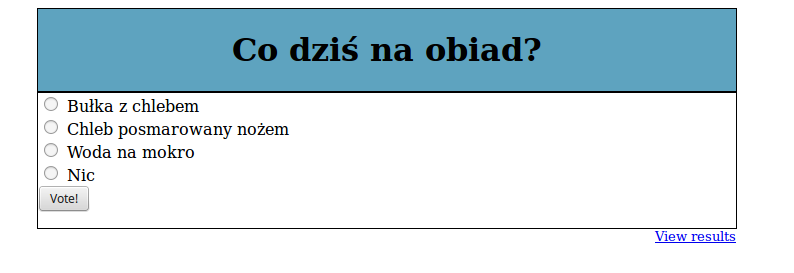 Co dziś na obiad?
Bułka z chlebem
Chleb posmarowany nożem
Woda na mokro
Nic
Vote!
View results